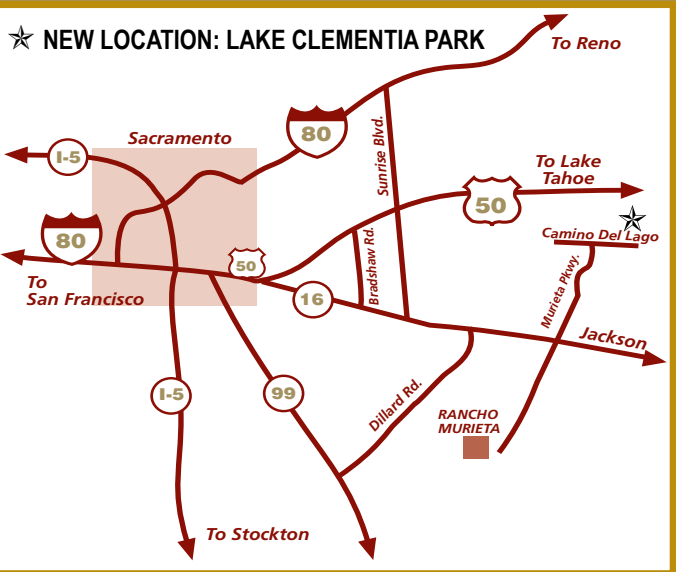 NEW LOCATION: LAKE CLEMENTIA PARK
To Reno
Sacramento
80
I-5
Sunrise Blvd.
To Lake
Tahoe
50
Camino Del Lago
80
50
Bradshaw Rd.
To
San Francisco
16
Murieta Pkwy.
Jackson
I-5
99
Dillard Rd.
RANCHO
MURIETA
To Stockton